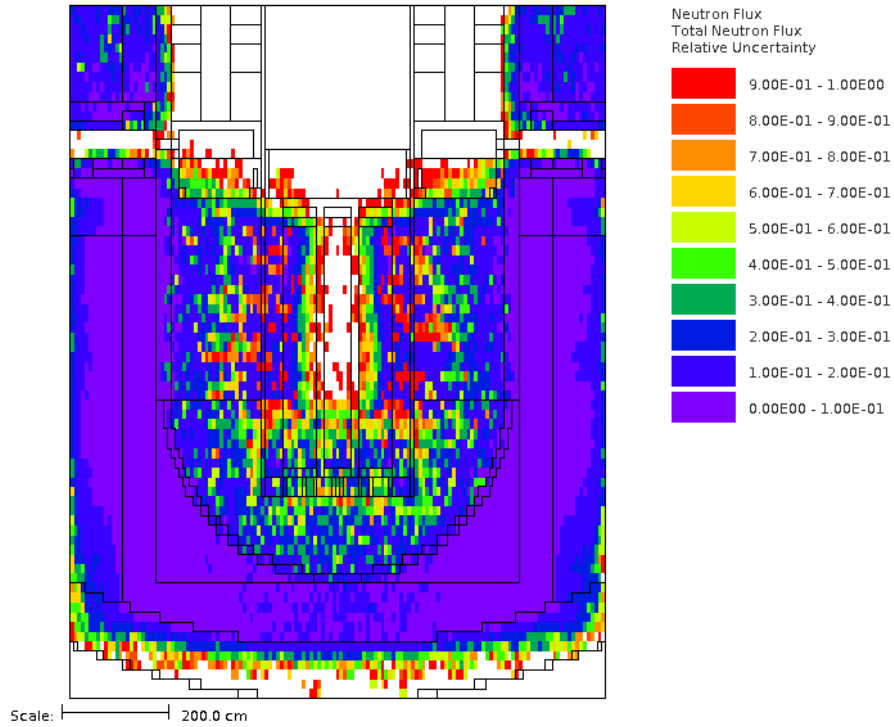 Neutron Flux
Total Neutron Flux
Relative Uncertainty
9.00E-01 - 1.00E00
8.00E-01 - 9.00E-01
7.00E-01 - 8.00E-01
6.00E-01 - 7.00E-01
5.00E-01 - 6.00E-01
4.00E-01 - 5.00E-01
3.00E-01 - 4.00E-01
2.00E-01 - 3.00E-01
1.00E-01 - 2.00E-01
0.00E00 - 1.00E-01
Scale: 200.0 cm